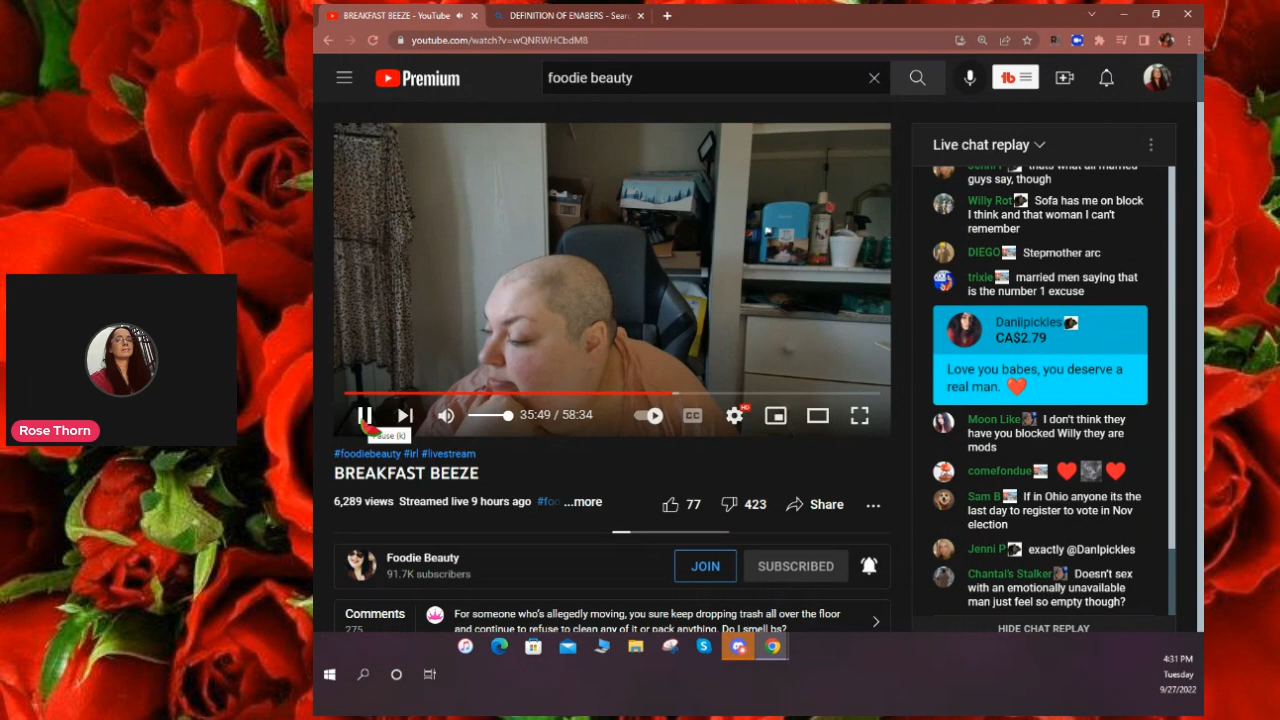 BREAKFAST BEEZE - YouTube
DEFINITION OF ENABERS - Sear
youtube.com/watch?v=wQNRWHCbdM8
Premium
foodie beauty
Live chat replay
guys say, though
Willy Rot Sofa has me on block
I think and that woman I can't
remember
DIEGO Stepmother arc
trixie married men saying that
is the number 1 excuse
Danilpickles
CA$2.79
Love you babes, you deserve a
real man.
Moon Like I don't think they
have you blocked Willy they are
mods
comefondue
Sam B If in Ohio anyone its the
last day to register to vote in Nov
election
Jenni P exactly @Danlpickles
Chantal's Stalker Doesn't sex
with an emotionally unavailable
man just feel so empty though?
HIDE CHAT REPLAY
35:49 / 58:34
CC
HD
Pause (k)
#foodiebeauty #irl #livestream
BREAKFAST BEEZE
6,289 views Streamed live 9 hours ago #foo ...more
77
423
Share
Foodie Beauty
91.7K subscribers
JOIN
SUBSCRIBED
Comments
275
For someone who's allegedly moving, you sure keep dropping trash all over the floor
and continue to refuse to clean any of it or pack anything. Do I smell bs?
Rose Thorn
4:31 PM
Tuesday
9/27/2022